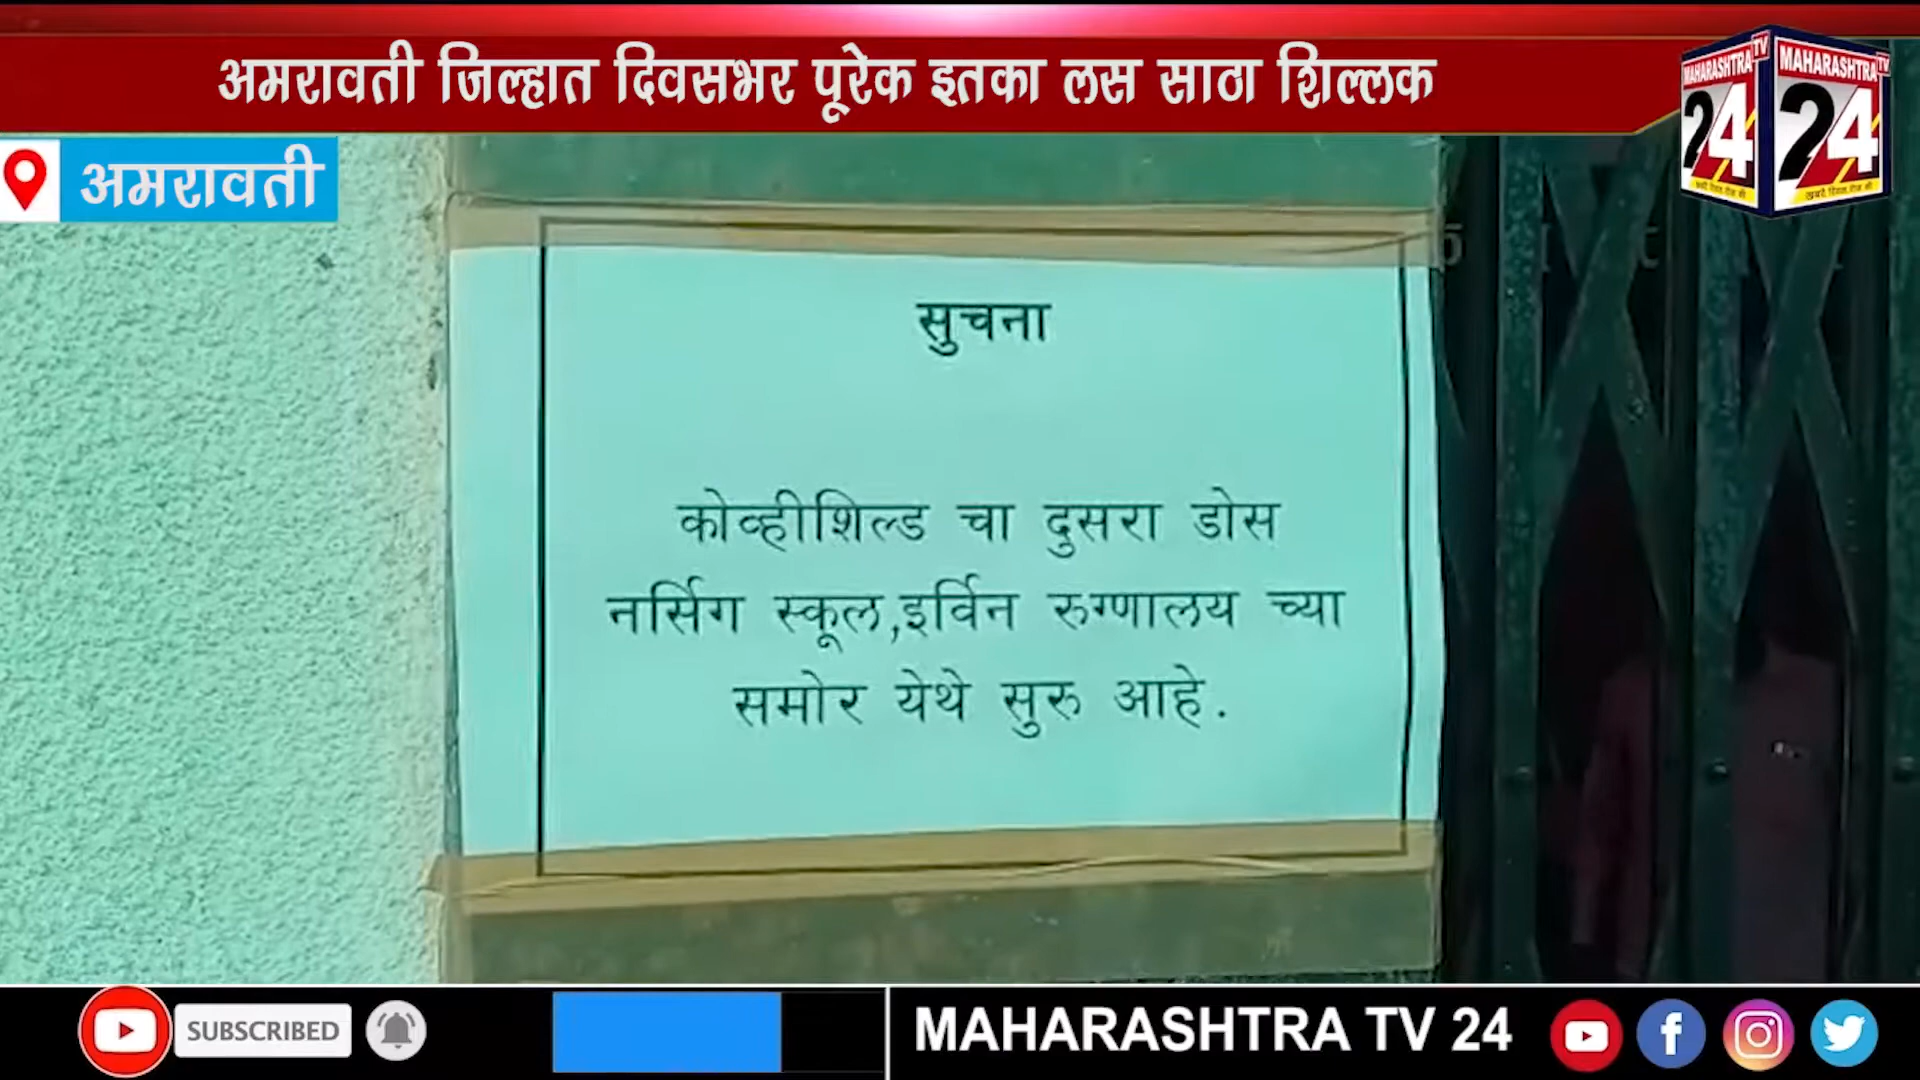 अमरावती जिल्हात दिवसभर पूरेक इतका लस साठा शिल्लक
MAHARASHTRA TV
24
MAHARASHTRA TV
24
अमरावती
सुचना
कोव्हीशिल्ड चा दुसरा डोस
नर्सिग स्कूल,इर्विन रुग्णालय च्या
समोर येथे सुरु आहे.
SUBSCRIBED
MAHARASHTRA TV 24